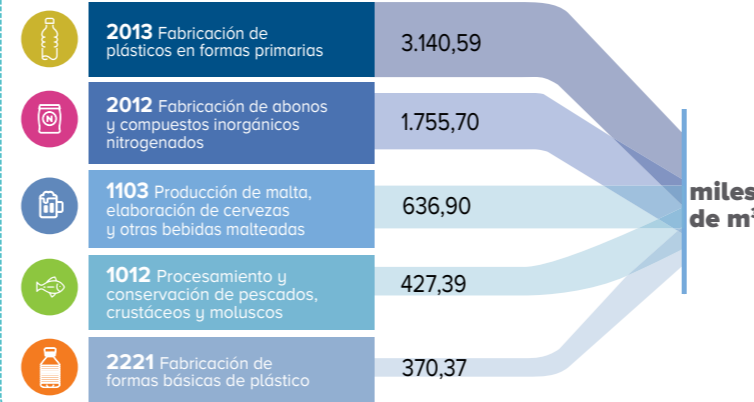 2013 Fabricación de
plásticos en formas primarias
3.140,59
2012 Fabricación de abonos
y compuestos inorgánicos
nitrogenados
N
1.755,70
1103 Producción de malta,
elaboración de cervezas
y otras bebidas malteadas
636,90
miles
de m³
1012 Procesamiento y
conservación de pescados,
crustáceos y moluscos
427,39
2221 Fabricación de
formas básicas de plástico
370,37